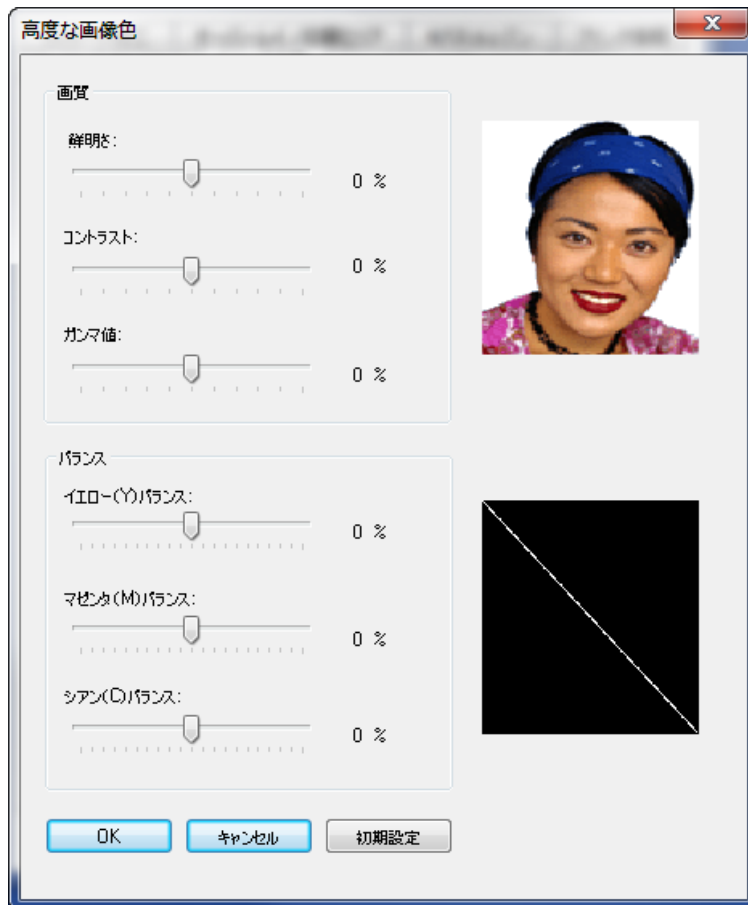 高度な画像色
画質
鮮明さ:
0 %
コントラスト:
0 %
ガンマ値:
0 %
バランス
イエロー(Y)バランス:
0 %
マゼンタ(M)バランス:
0 %
シアン(C)バランス:
0 %
OK
キャンセル
初期設定